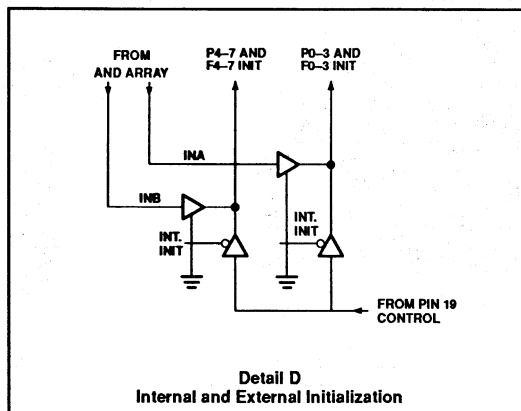 FROM
AND ARRAY
P4–7 AND
F4–7 INIT
P0–3 AND
F0–3 INIT
INA
INB
INT.
INIT
INT.
INIT
FROM PIN 19
CONTROL
Detail D
Internal and External Initialization